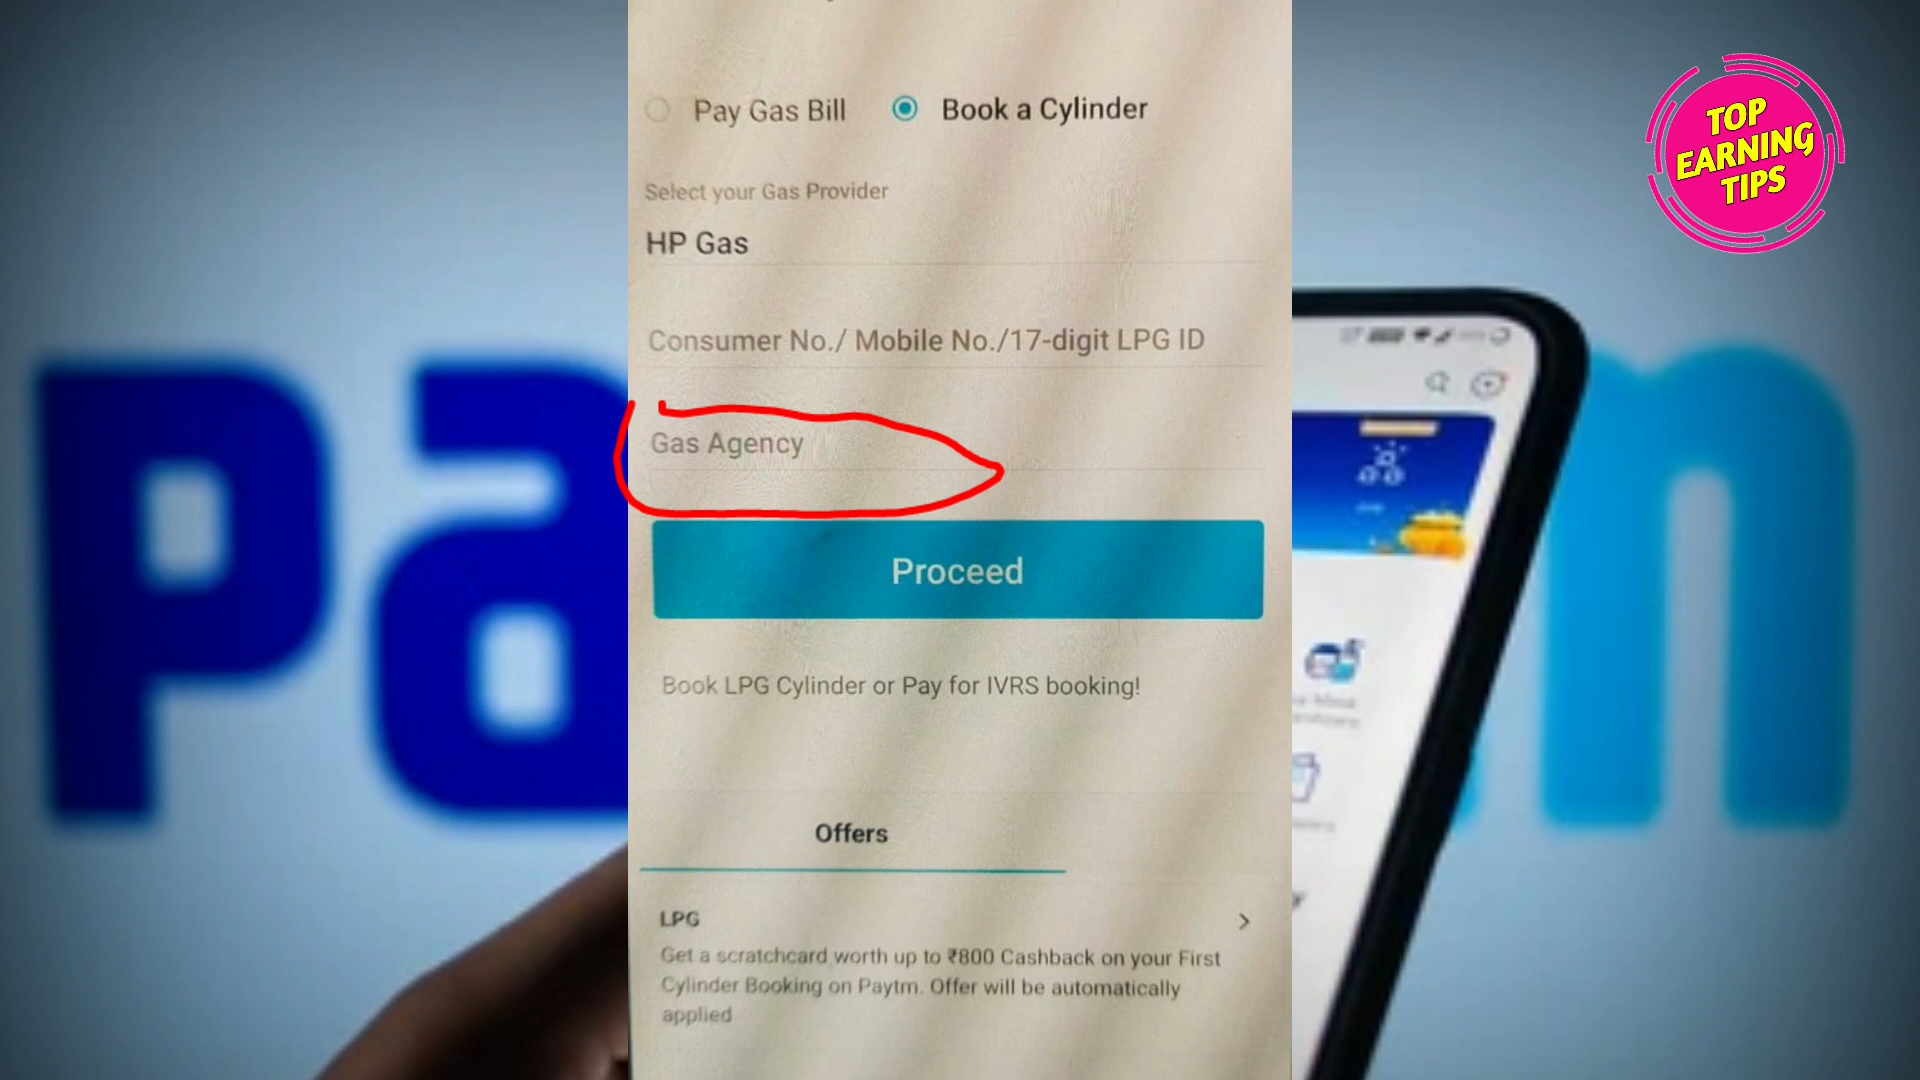 Pay Gas Bill
Book a Cylinder
TOP
EARNING
TIPS
Select your Gas Provider
HP Gas
Consumer No./ Mobile No./17-digit LPG ID
Gas Agency
Proceed
Book LPG Cylinder or Pay for IVRS booking!
Offers
LPG
Get a scratchcard worth up to ₹800 Cashback on your First
Cylinder Booking on Paytm. Offer will be automatically
applied
Pa
m